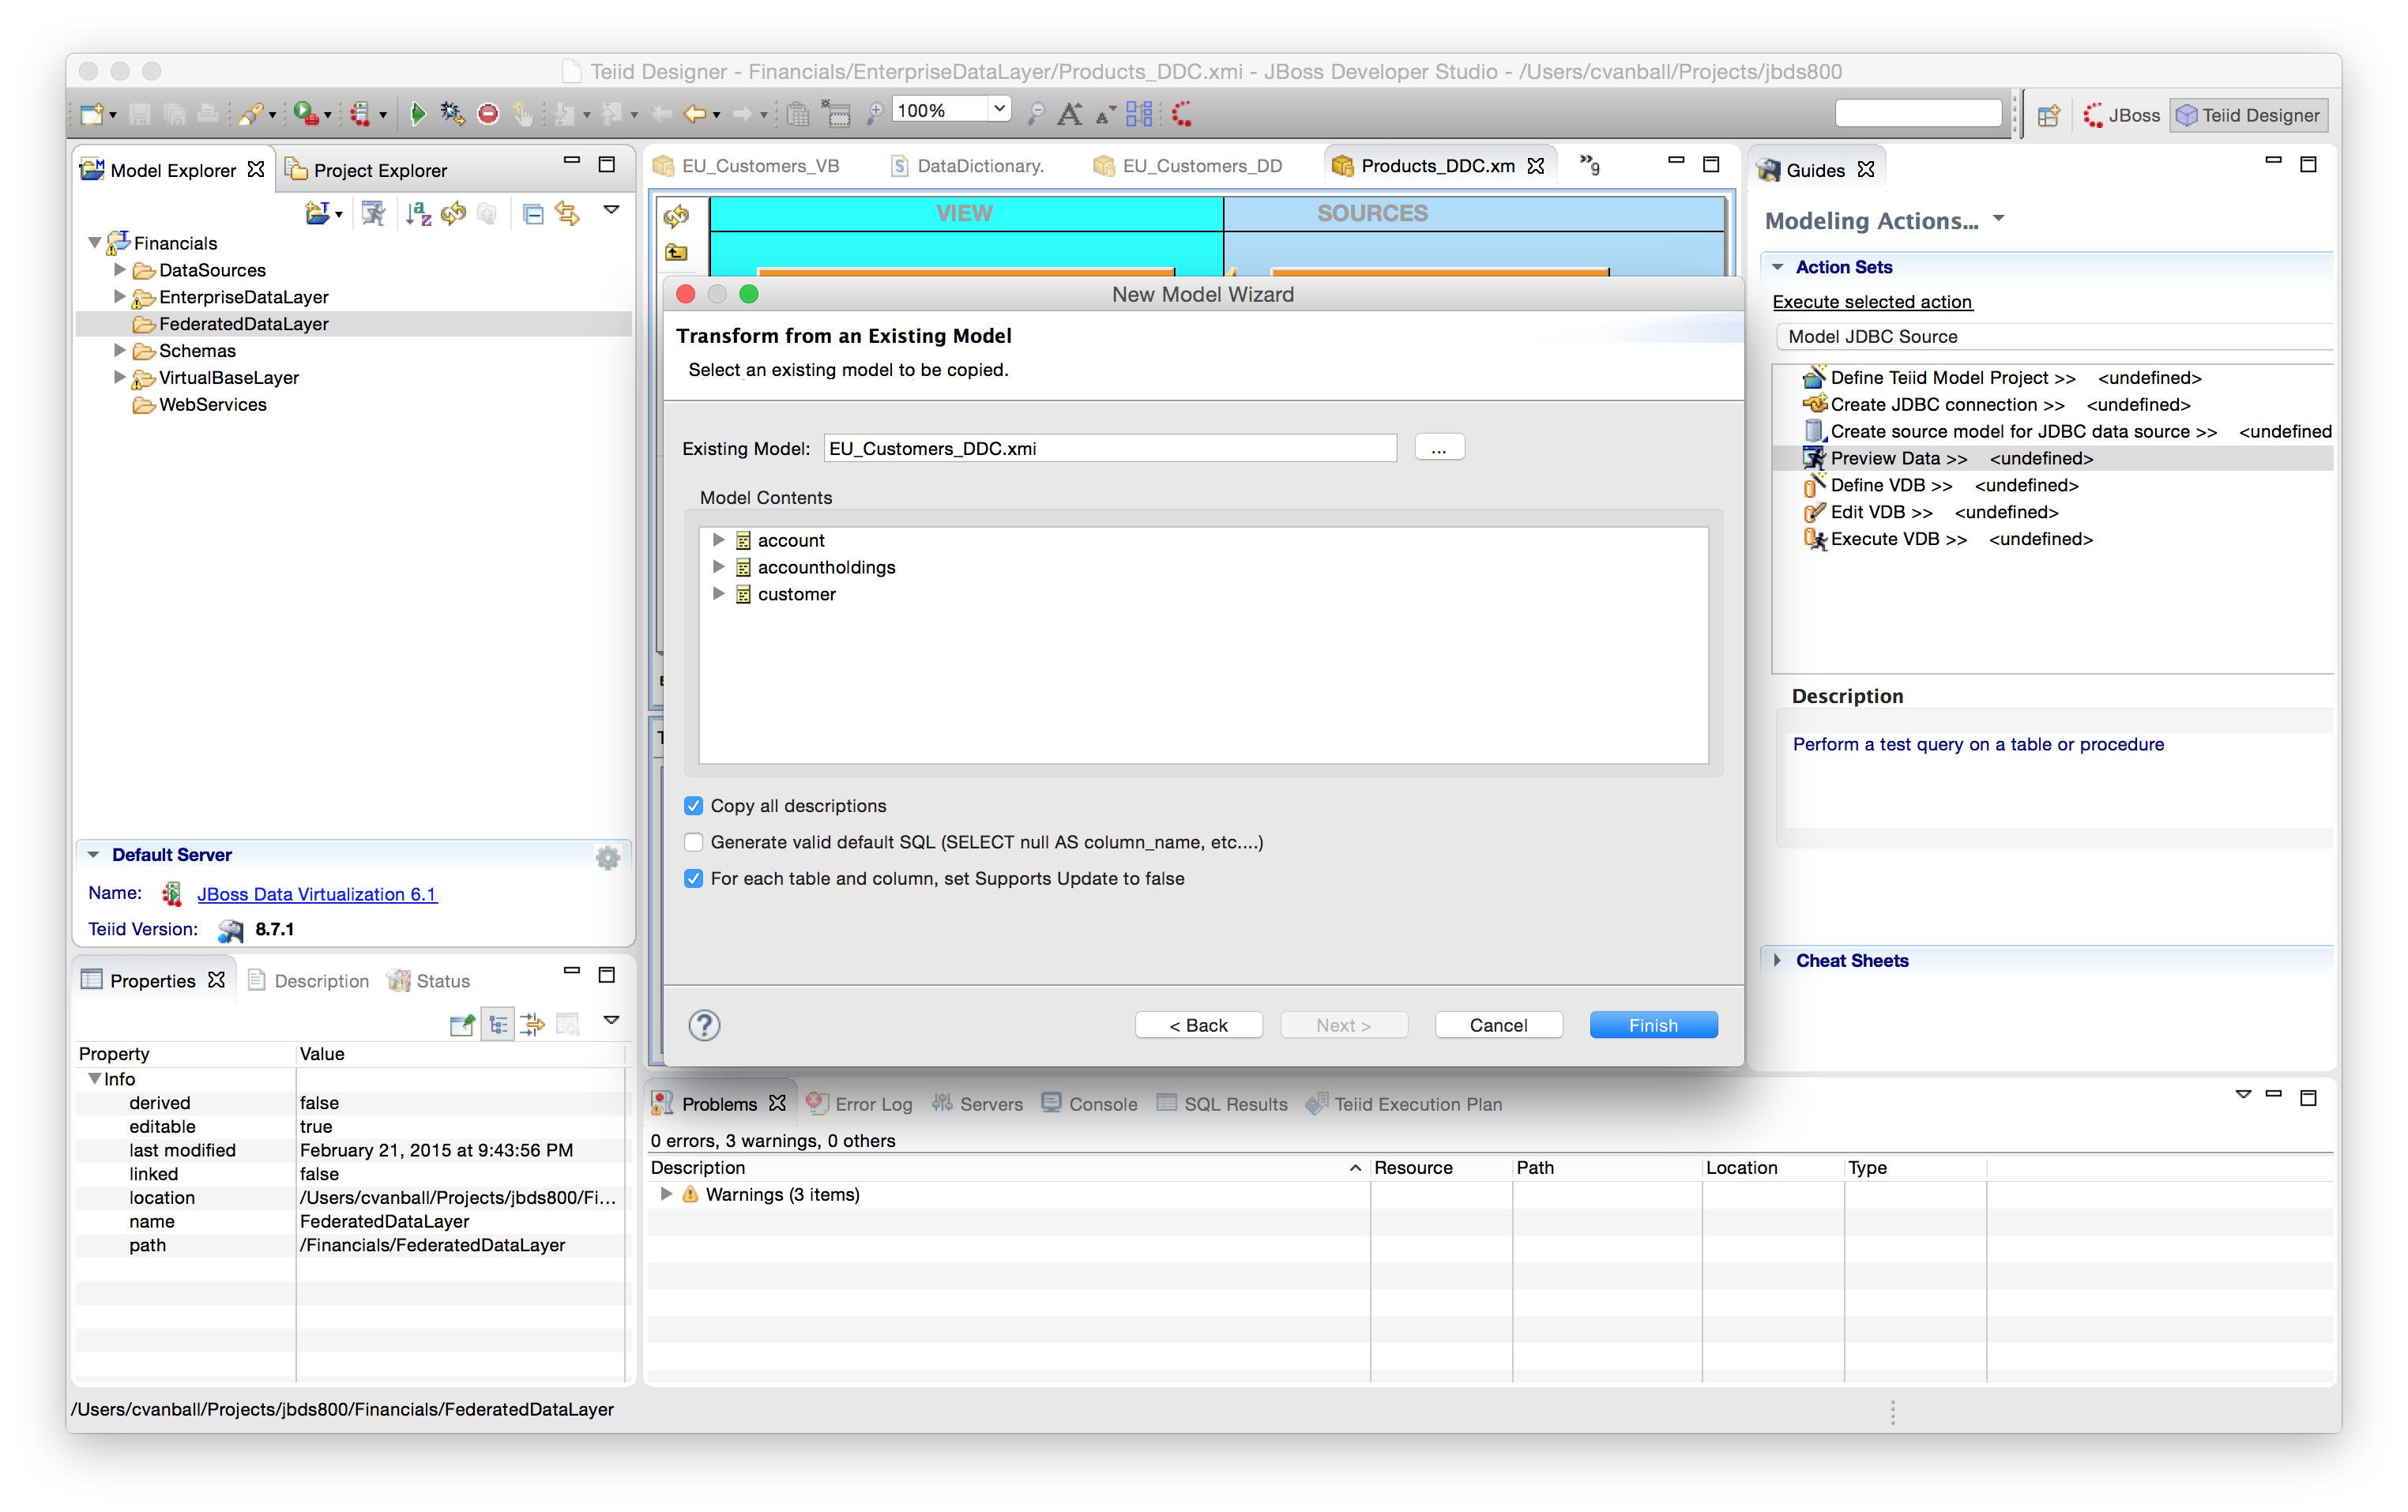 Teiid Designer - Financials/EnterpriseDataLayer/Products_DDC.xmi - JBoss Developer Studio - /Users/cvanball/Projects/jbds800
100%
JBoss
Teiid Designer
Model Explorer
Project Explorer
Financials
DataSources
EnterpriseDataLayer
FederatedDataLayer
Schemas
VirtualBaseLayer
WebServices
Default Server
Name: JBoss Data Virtualization 6.1
Teiid Version: 8.7.1
Properties
Description
Status
Property Value
Info
derived false
editable true
last modified February 21, 2015 at 9:43:56 PM
linked false
location /Users/cvanball/Projects/jbds800/Fi...
name FederatedDataLayer
path /Financials/FederatedDataLayer
EU_Customers_VB
DataDictionary.
EU_Customers_DD
Products_DDC.xm
»9
VIEW
SOURCES
T
New Model Wizard
Transform from an Existing Model
Select an existing model to be copied.
Existing Model: EU_Customers_DDC.xmi ...
Model Contents
account
accountholdings
customer
Copy all descriptions
Generate valid default SQL (SELECT null AS column_name, etc....)
For each table and column, set Supports Update to false
?
< Back
Next >
Cancel
Finish
Guides
Modeling Actions...
Action Sets
Execute selected action
Model JDBC Source
Define Teiid Model Project >> <undefined>
Create JDBC connection >> <undefined>
Create source model for JDBC data source >> <undefined
Preview Data >> <undefined>
Define VDB >> <undefined>
Edit VDB >> <undefined>
Execute VDB >> <undefined>
Description
Perform a test query on a table or procedure
Cheat Sheets
Problems
Error Log
Servers
Console
SQL Results
Teiid Execution Plan
0 errors, 3 warnings, 0 others
Description Resource Path Location Type
Warnings (3 items)
/Users/cvanball/Projects/jbds800/Financials/FederatedDataLayer